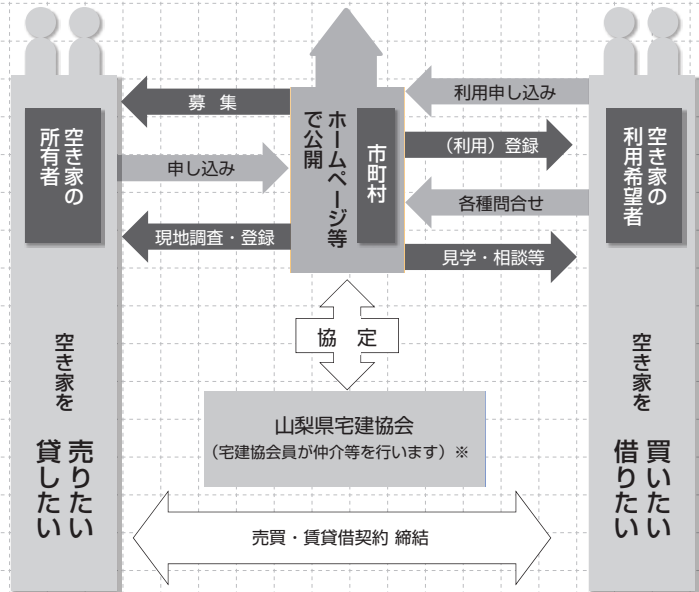 空き家の
所有者
空き家を
売りたい
貸したい
募 集
申し込み
現地調査・登録
市町村
ホームページ等
で公開
利用申し込み
（利用）登録
各種問合せ
見学・相談等
空き家の
利用希望者
空き家を
買いたい
借りたい
協 定
山梨県宅建協会
（宅建協会員が仲介等を行います）※
売買・賃貸借契約 締結